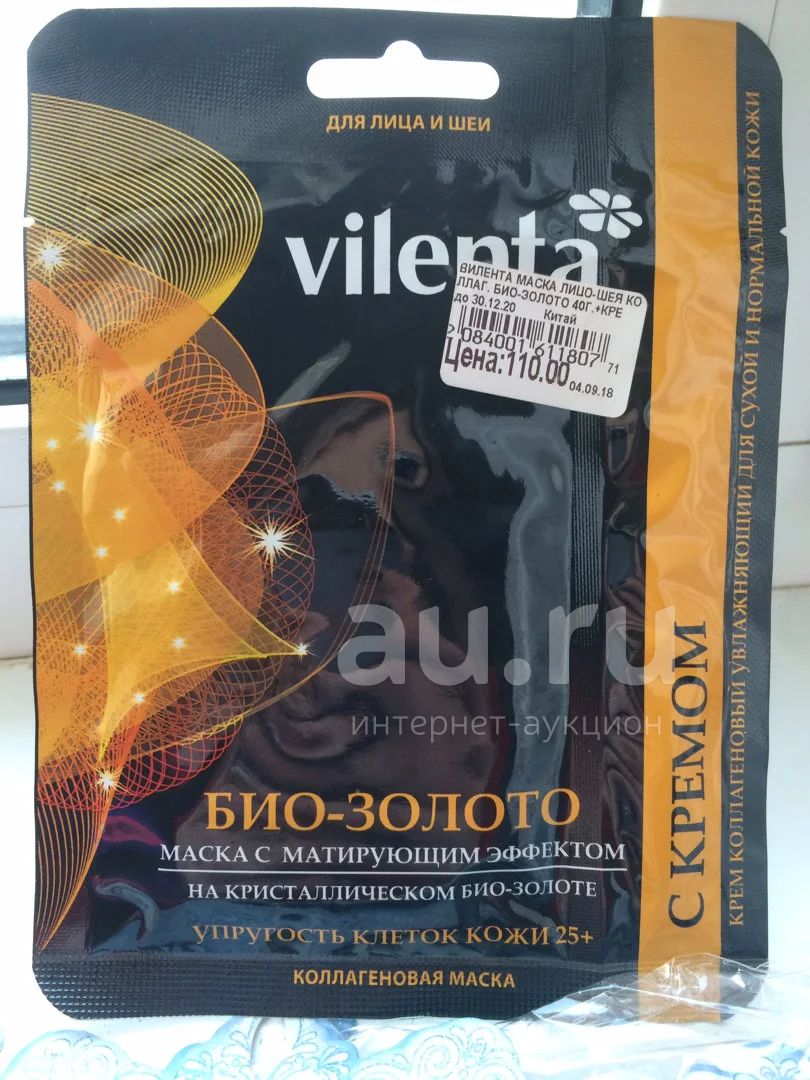 ДЛЯ ЛИЦА И ШЕИ
vilenta
ВИЛЕНТА МАСКА ЛИЦО-ШЕЯ КО
ЛЛАГ. БИО-ЗОЛОТО 40Г.+КРЕ
до 30.12.20 Китай
2084001611807 71
Цена:110.00 04.09.18
au.ru
интернет-аукцион
БИО-ЗОЛОТО
МАСКА С МАТИРУЮЩИМ ЭФФЕКТОМ
НА КРИСТАЛЛИЧЕСКОМ БИО-ЗОЛОТЕ
УПРУГОСТЬ КЛЕТОК КОЖИ 25+
КОЛЛАГЕНОВАЯ МАСКА
С КРЕМОМ
КРЕМ КОЛЛАГЕНОВЫЙ УВЛАЖНЯЮЩИЙ ДЛЯ СУХОЙ И НОРМАЛЬНОЙ КОЖИ